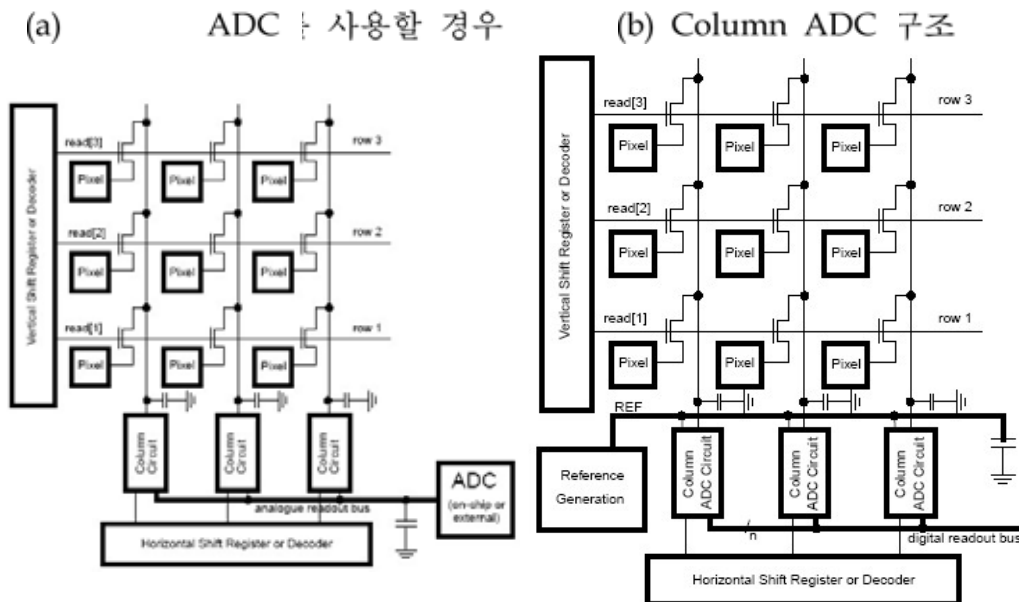 (a) ADC 사용할 경우
Vertical Shift Register or Decoder
read[3]
row 3
Pixel
Pixel
Pixel
read[2]
row 2
Pixel
Pixel
Pixel
read[1]
row 1
Pixel
Pixel
Pixel
Column Circuit
Column Circuit
Column Circuit
ADC
(on-chip or
external)
analogue readout bus
Horizontal Shift Register or Decoder
(b) Column ADC 구조
Vertical Shift Register or Decoder
read[3]
row 3
Pixel
Pixel
Pixel
read[2]
row 2
Pixel
Pixel
Pixel
read[1]
row 1
Pixel
Pixel
Pixel
REF
Reference
Generation
Column
ADC Circuit
Column
ADC Circuit
Column
ADC Circuit
n
digital readout bus
Horizontal Shift Register or Decoder